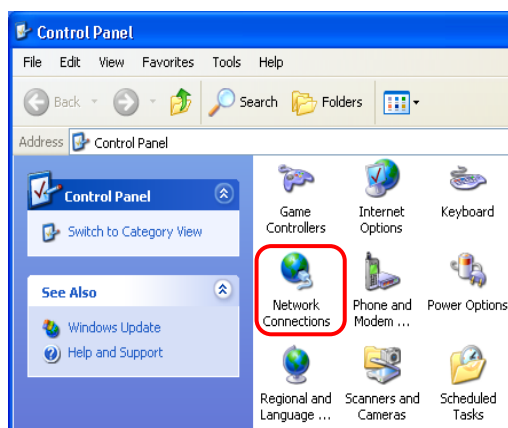 Control Panel
File Edit View Favorites Tools Help
Back Search Folders
Address Control Panel
Control Panel
Switch to Category View
See Also
Windows Update
Help and Support
Game
Controllers
Internet
Options
Keyboard
Network
Connections
Phone and
Modem ...
Power Options
Regional and
Language ...
Scanners and
Cameras
Scheduled
Tasks